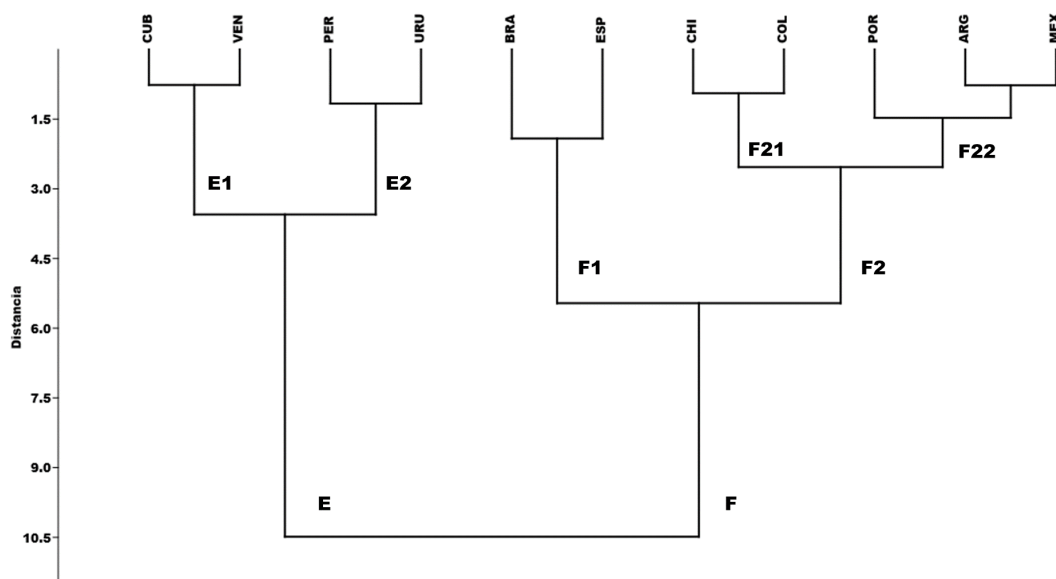 CUB VEN PER URU BRA ESP CHI COL POR ARG MEX
1.5
F21 F22
3.0
E1 E2
4.5
F1 F2
Distancia
6.0
7.5
9.0
E F
10.5